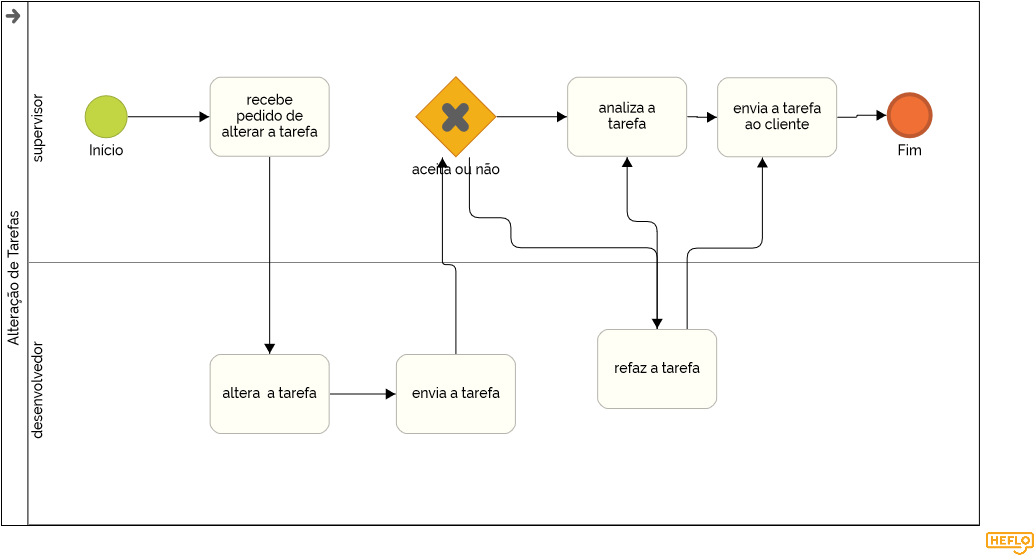 Alteração de Tarefas
supervisor
Início
recebe
pedido de
alterar a tarefa
aceita ou não
analiza a
tarefa
envia a tarefa
ao cliente
Fim
desenvolvedor
altera  a tarefa
envia a tarefa
refaz a tarefa
HEFLO